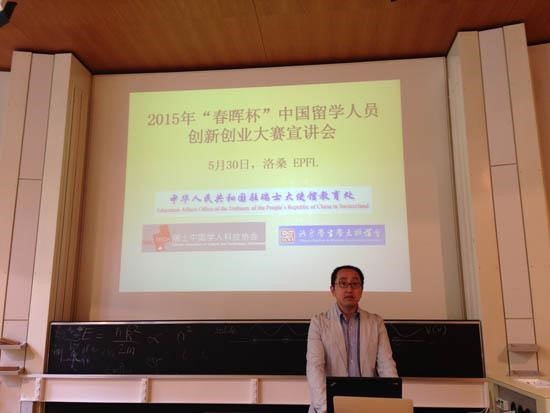 2015年“春晖杯”中国留学人员
创新创业大赛宣讲会
5月30日，洛桑 EPFL
中华人民共和国驻瑞士大使馆教育处
Education Affairs Office of the Embassy of the People's Republic of China in Switzerland
瑞士中国学人科技协会